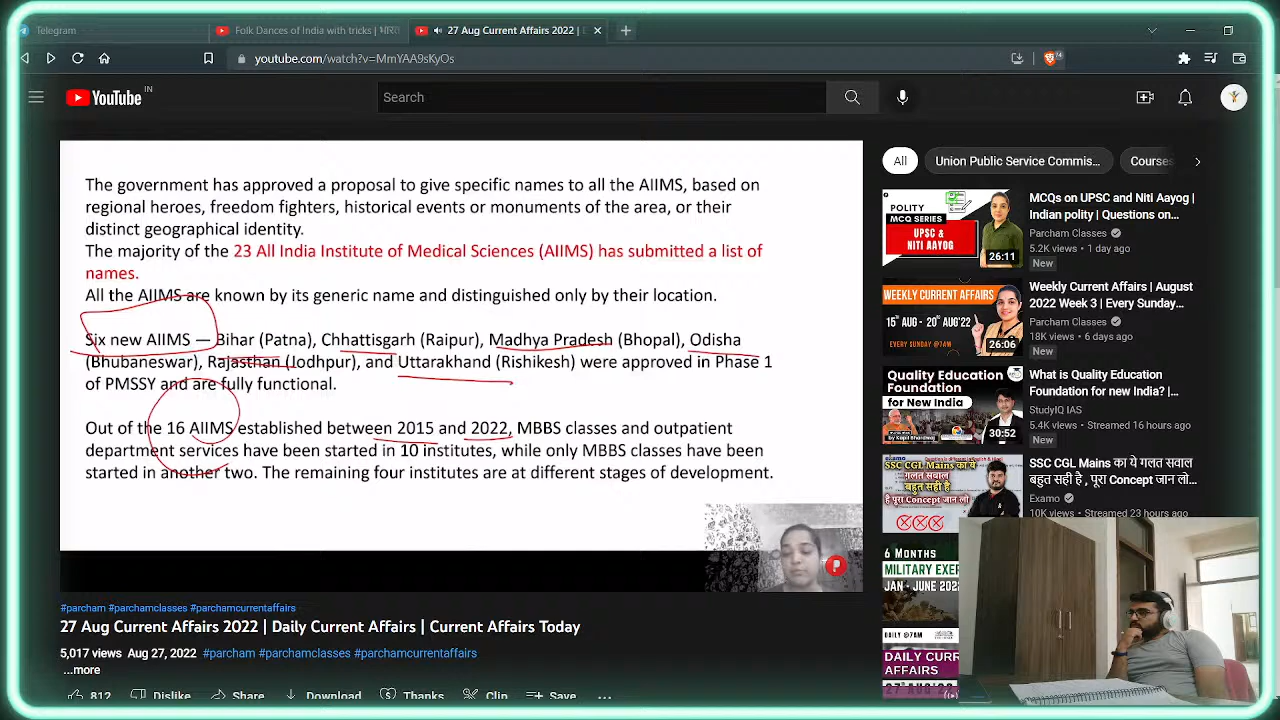 Telegram
Folk Dances of India with tricks | भारत
27 Aug Current Affairs 2022 |
youtube.com/watch?v=MmYAA9sKyOs
74
YouTube IN
Search
The government has approved a proposal to give specific names to all the AIIMS, based on
regional heroes, freedom fighters, historical events or monuments of the area, or their
distinct geographical identity.
The majority of the 23 All India Institute of Medical Sciences (AIIMS) has submitted a list of
names.
All the AIIMS are known by its generic name and distinguished only by their location.
Six new AIIMS — Bihar (Patna), Chhattisgarh (Raipur), Madhya Pradesh (Bhopal), Odisha
(Bhubaneswar), Rajasthan (Jodhpur), and Uttarakhand (Rishikesh) were approved in Phase 1
of PMSSY and are fully functional.
Out of the 16 AIIMS established between 2015 and 2022, MBBS classes and outpatient
department services have been started in 10 institutes, while only MBBS classes have been
started in another two. The remaining four institutes are at different stages of development.
#parcham #parchamclasses #parchamcurrentaffairs
27 Aug Current Affairs 2022 | Daily Current Affairs | Current Affairs Today
5,017 views Aug 27, 2022 #parcham #parchamclasses #parchamcurrentaffairs
...more
812
Dislike
Share
Download
Thanks
Clip
Save
All
Union Public Service Commis...
Courses
POLITY
MCQ SERIES
UPSC &
NITI AAYOG
26:11
MCQs on UPSC and Niti Aayog |
Indian polity | Questions on...
Parcham Classes
5.2K views • 1 day ago
New
WEEKLY CURRENT AFFAIRS
15TH AUG - 20TH AUG'22
EVERY SUNDAY @7AM
26:06
Weekly Current Affairs | August
2022 Week 3 | Every Sunday...
Parcham Classes
18K views • 6 days ago
Quality Education
Foundation
for New India
by Kapil Bhardwaj
30:52
What is Quality Education
Foundation for New India?...
StudyIQ IAS
Streamed 16 hours ago
New
SSC CGL Mains का ये
गलत सवाल
बहुत सही है
पूरा Concept जान लो
SSC CGL Mains का ये गलत सवाल
बहुत सही है , पूरा Concept जान लो...
Examo
10K views • Streamed 23 hours ago
6 MONTHS
MILITARY EXER
JAN - JUNE 202
DAILY @7AM
DAILY CURR
AFFAIRS